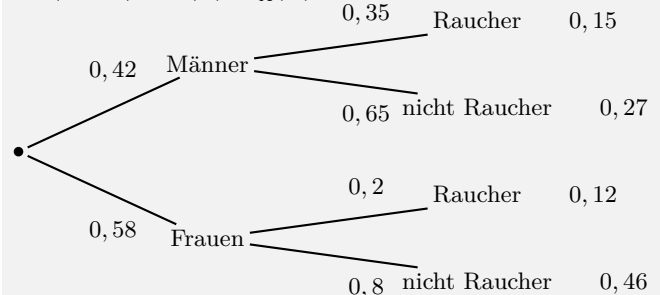 0, 35 Raucher 0, 15
0, 42 Männer
0, 65 nicht Raucher 0, 27
0, 2 Raucher 0, 12
0, 58 Frauen
0, 8 nicht Raucher 0, 46